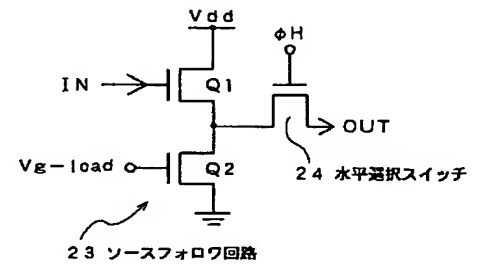 Vdd
φH
IN
Q1
OUT
Vg-load
Q2
24 水平選択スイッチ
23 ソースフォロワ回路